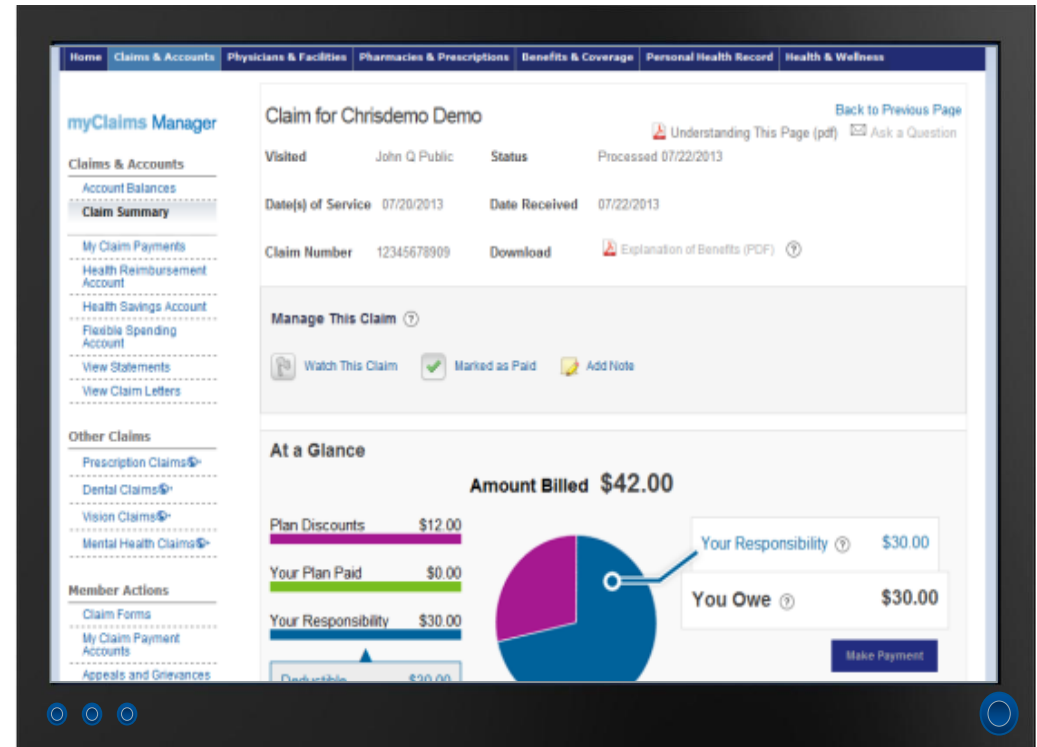 Home Claims & Accounts Physicians & Facilities Pharmacies & Prescriptions Benefits & Coverage Personal Health Record Health & Wellness
myClaims Manager
Claims & Accounts
Account Balances
Claim Summary
My Claim Payments
Health Reimbursement
Account
Health Savings Account
Flexible Spending
Account
View Statements
View Claim Letters
Other Claims
Prescription Claims
Dental Claims
Vision Claims
Mental Health Claims
Member Actions
Claim Forms
My Claim Payment
Accounts
Appeals and Grievances
Claim for Chrisdemo Demo
Back to Previous Page
Understanding This Page (pdf) Ask a Question
Visited John Q Public Status Processed 07/22/2013
Date(s) of Service 07/20/2013 Date Received 07/22/2013
Claim Number 12345678909 Download Explanation of Benefits (PDF) ?
Manage This Claim ?
Watch This Claim Marked as Paid Add Note
At a Glance
Amount Billed $42.00
Plan Discounts $12.00
Your Plan Paid $0.00
Your Responsibility $30.00
Deductible
Your Responsibility ? $30.00
You Owe ? $30.00
Make Payment